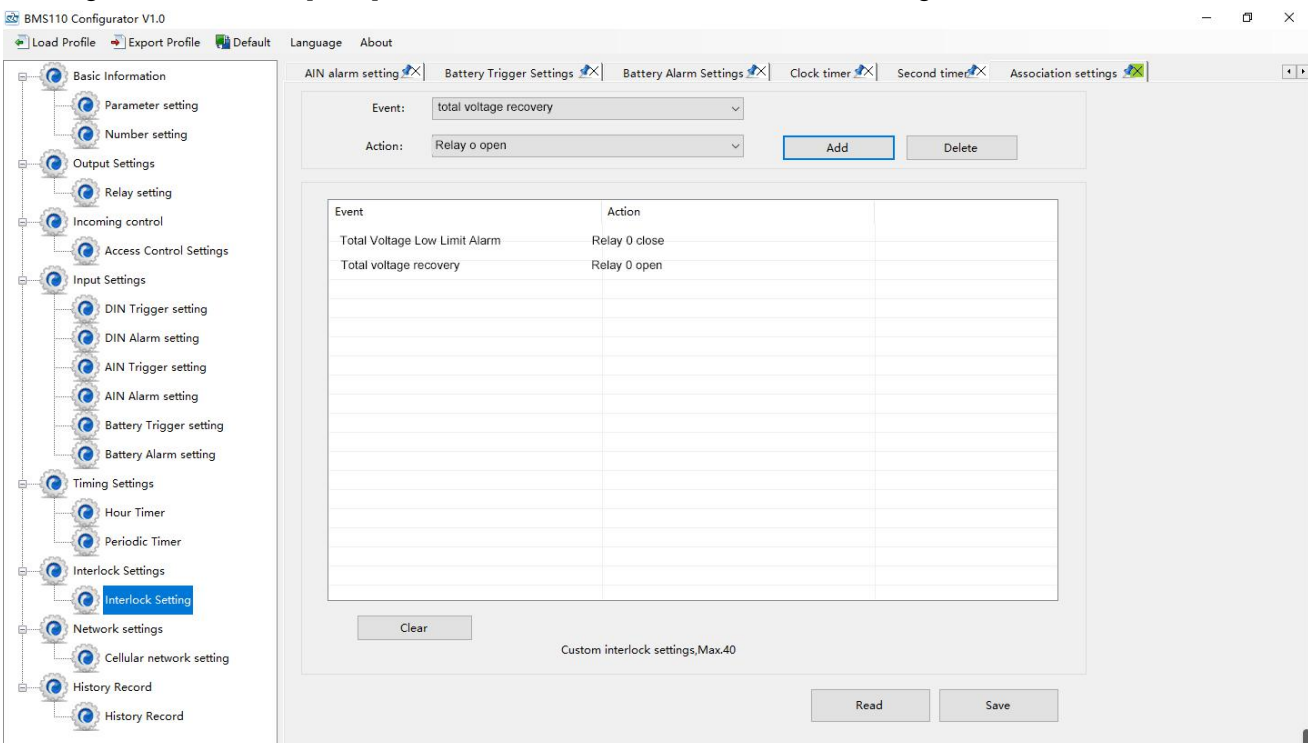 BMS110 Configurator V1.0
Load Profile Export Profile Default Language About
Basic Information
Parameter setting
Number setting
Output Settings
Relay setting
Incoming control
Access Control Settings
Input Settings
DIN Trigger setting
DIN Alarm setting
AIN Trigger setting
AIN Alarm setting
Battery Trigger setting
Battery Alarm setting
Timing Settings
Hour Timer
Periodic Timer
Interlock Settings
Interlock Setting
Network settings
Cellular network setting
History Record
History Record
AIN alarm setting Battery Trigger Settings Battery Alarm Settings Clock timer Second timer Association settings
Event: total voltage recovery
Action: Relay o open Add Delete
Event Action
Total Voltage Low Limit Alarm Relay 0 close
Total voltage recovery Relay 0 open
Clear
Custom interlock settings,Max.40
Read Save